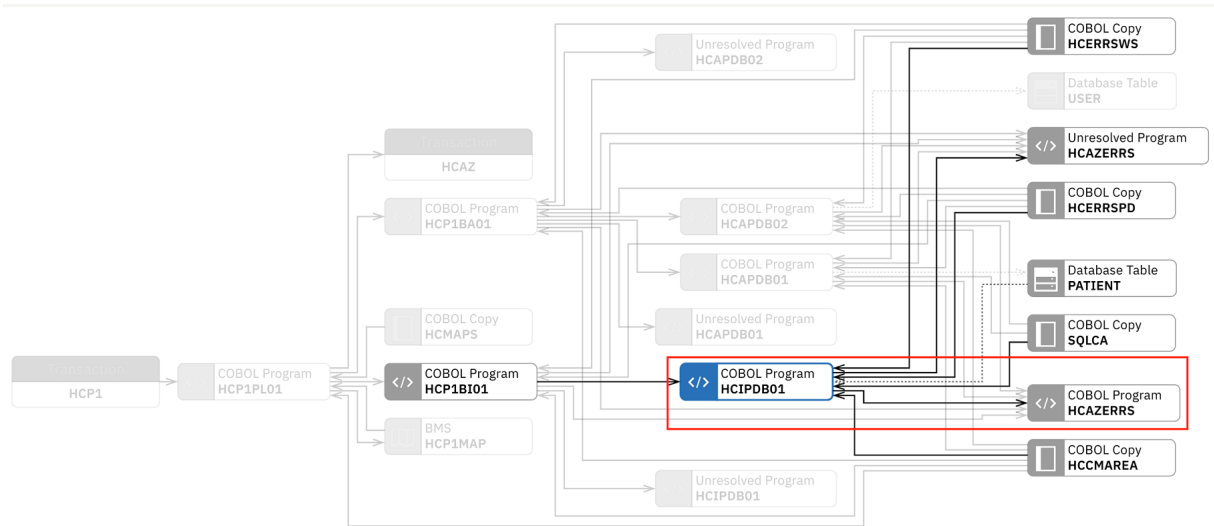 COBOL Copy
HCERRSWS
Unresolved Program
HCAPDB02
Database Table
USER
Transaction
HCAZ
Unresolved Program
HCAZERRS
COBOL Program
HCP1BA01
COBOL Program
HCAPDB02
COBOL Copy
HCERRSPD
COBOL Program
HCAPDB01
Database Table
PATIENT
COBOL Copy
HCMAPS
Unresolved Program
HCAPDB01
COBOL Copy
SQLCA
Transaction
HCP1
COBOL Program
HCP1PL01
COBOL Program
HCP1BI01
COBOL Program
HCIPDB01
COBOL Program
HCAZERRS
BMS
HCP1MAP
COBOL Copy
HCCMAREA
Unresolved Program
HCIPDB01